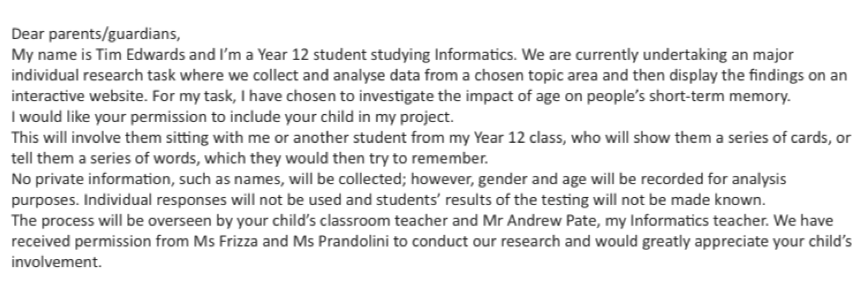 Dear parents/guardians,
My name is Tim Edwards and I'm a Year 12 student studying Informatics. We are currently undertaking an major
individual research task where we collect and analyse data from a chosen topic area and then display the findings on an
interactive website. For my task, I have chosen to investigate the impact of age on people's short-term memory.
I would like your permission to include your child in my project.
This will involve them sitting with me or another student from my Year 12 class, who will show them a series of cards, or
tell them a series of words, which they would then try to remember.
No private information, such as names, will be collected; however, gender and age will be recorded for analysis
purposes. Individual responses will not be used and students' results of the testing will not be made known.
The process will be overseen by your child's classroom teacher and Mr Andrew Pate, my Informatics teacher. We have
received permission from Ms Frizza and Ms Prandolini to conduct our research and would greatly appreciate your child's
involvement.